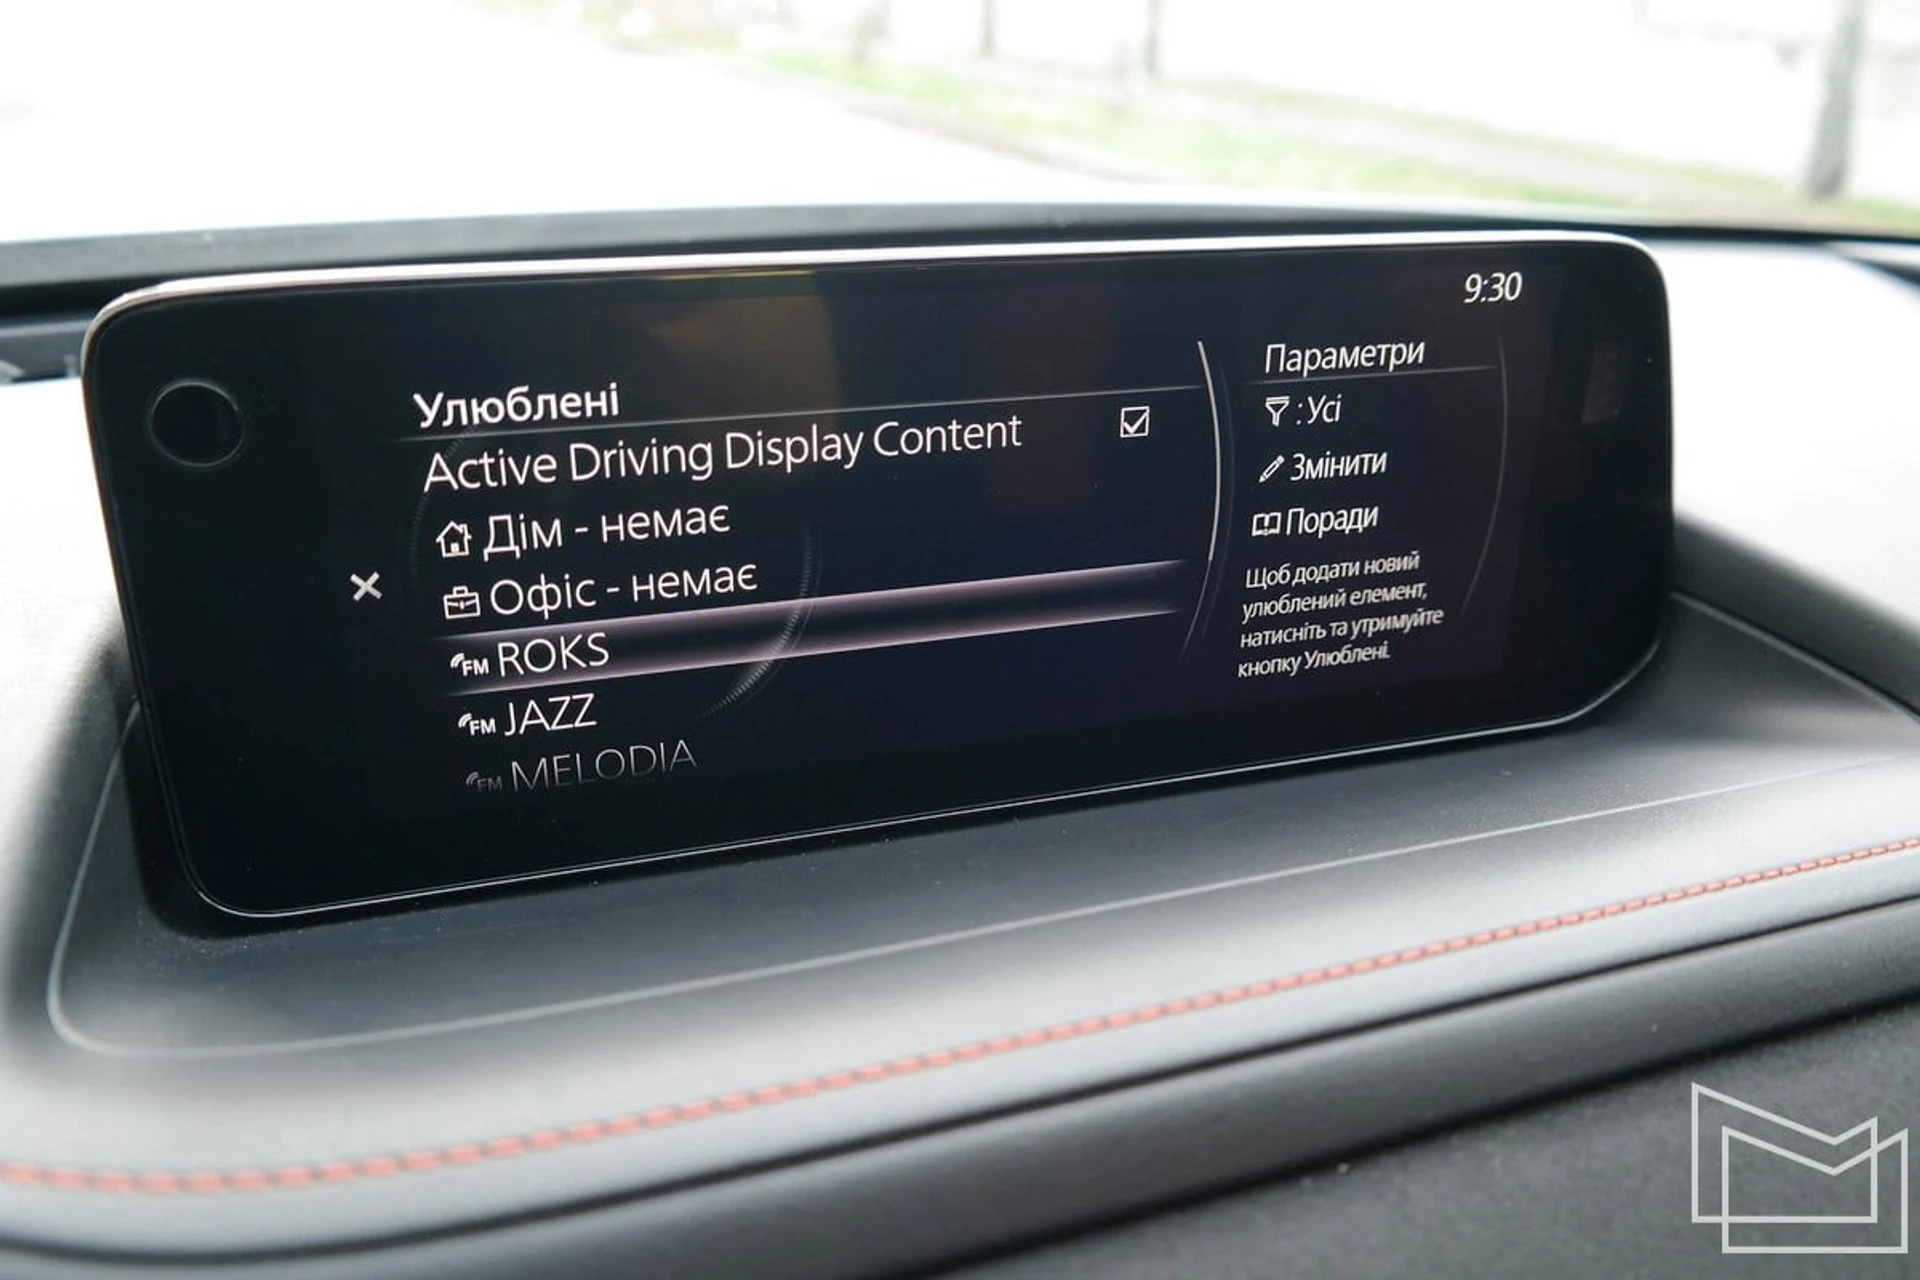 9:30
Улюблені
Active Driving Display Content
Дім - немає
Офіс - немає
FM ROKS
FM JAZZ
FM MELODIA
Параметри
: Усі
Змінити
Поради
Щоб додати новий
улюблений елемент,
натисніть та утримуйте
кнопку Улюблені.